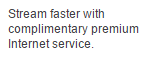 Stream faster with
complimentary premium
Internet service.